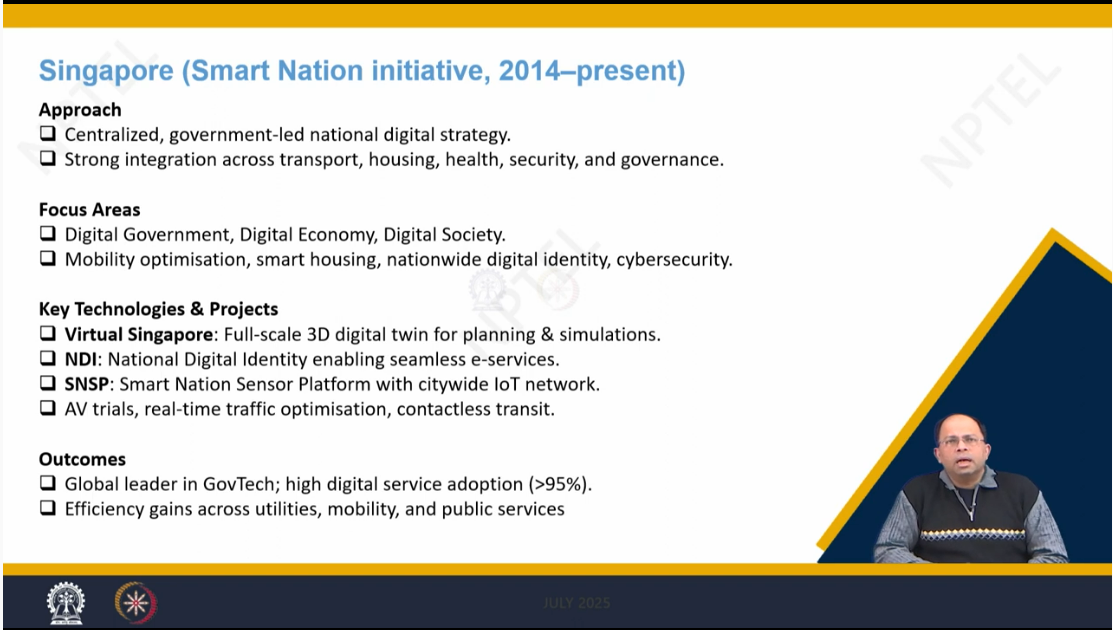 Singapore (Smart Nation initiative, 2014–present)
Approach
❑ Centralized, government-led national digital strategy.
❑ Strong integration across transport, housing, health, security, and governance.
Focus Areas
❑ Digital Government, Digital Economy, Digital Society.
❑ Mobility optimisation, smart housing, nationwide digital identity, cybersecurity.
Key Technologies & Projects
❑ Virtual Singapore: Full-scale 3D digital twin for planning & simulations.
❑ NDI: National Digital Identity enabling seamless e-services.
❑ SNSP: Smart Nation Sensor Platform with citywide IoT network.
❑ AV trials, real-time traffic optimisation, contactless transit.
Outcomes
❑ Global leader in GovTech; high digital service adoption (>95%).
❑ Efficiency gains across utilities, mobility, and public services
JULY 2025
NPTEL
NPTEL
NPTEL